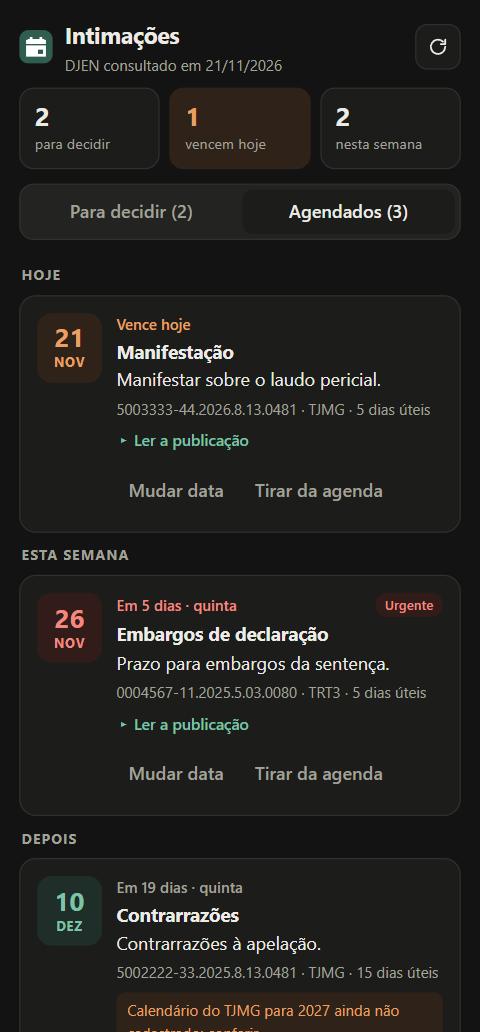 Intimações
DJEN consultado em 21/11/2026
2
para decidir
1
vencem hoje
2
nesta semana
Para decidir (2)
Agendados (3)
HOJE
21
NOV
Vence hoje
Manifestação
Manifestar sobre o laudo pericial.
5003333-44.2026.8.13.0481 · TJMG · 5 dias úteis
▸ Ler a publicação
Mudar data
Tirar da agenda
ESTA SEMANA
26
NOV
Em 5 dias · quinta
Urgente
Embargos de declaração
Prazo para embargos da sentença.
0004567-11.2025.5.03.0080 · TRT3 · 5 dias úteis
▸ Ler a publicação
Mudar data
Tirar da agenda
DEPOIS
10
DEZ
Em 19 dias · quinta
Contrarrazões
Contrarrazões à apelação.
5002222-33.2025.8.13.0481 · TJMG · 15 dias úteis
Calendário do TJMG para 2027 ainda não